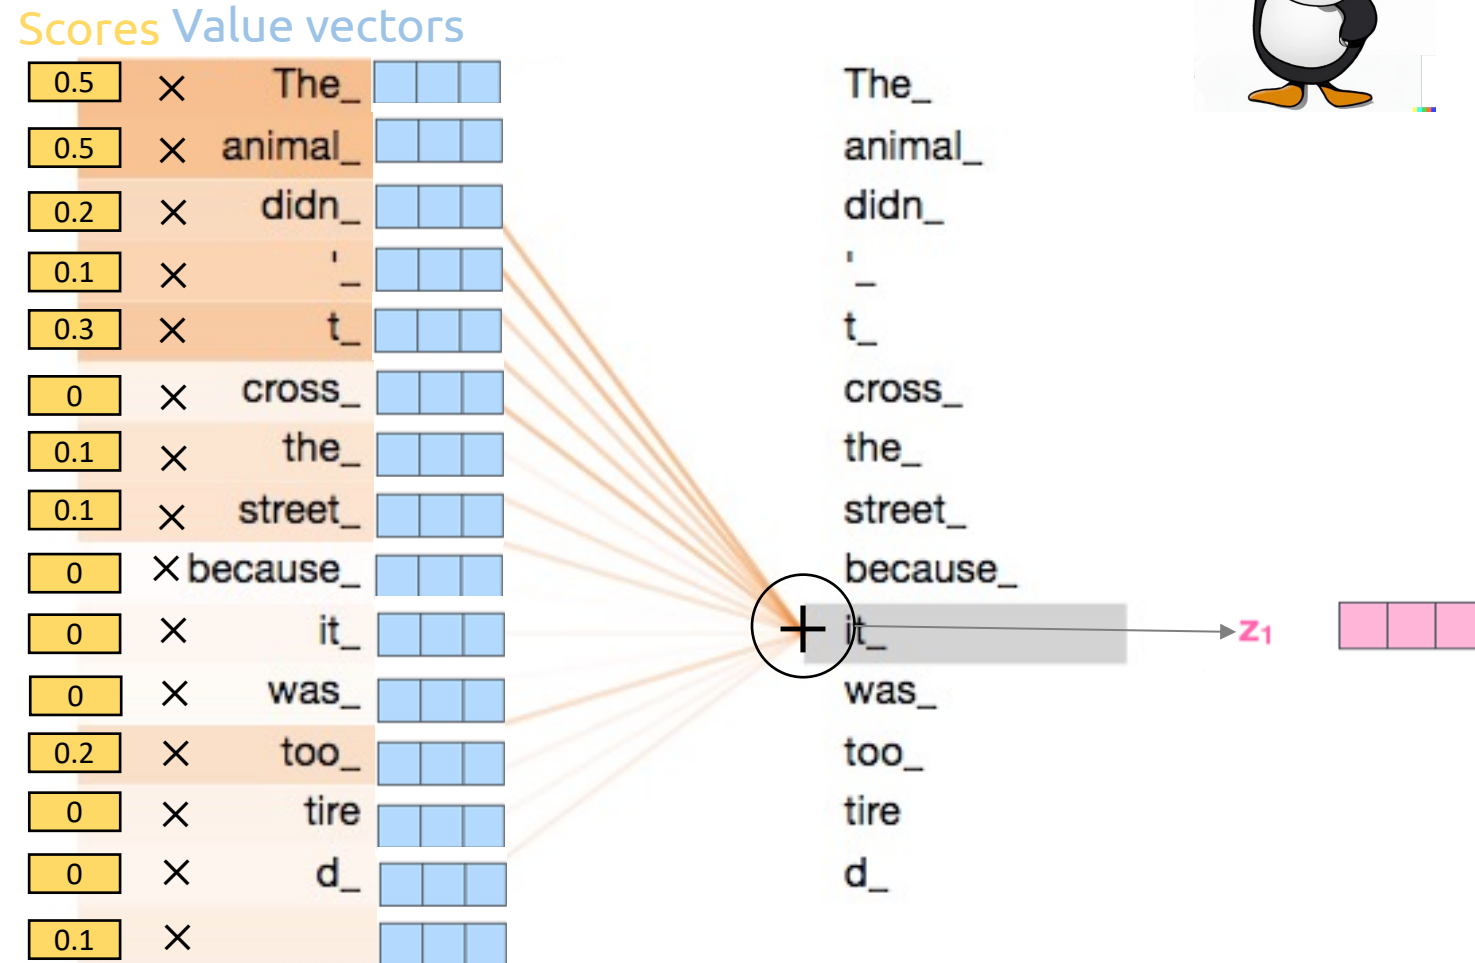 Scores Value vectors
0.5 × The_ The_
0.5 × animal_ animal_
0.2 × didn_ didn_
0.1 × '_ '_
0.3 × t_ t_
0 × cross_ cross_
0.1 × the_ the_
0.1 × street_ street_
0 × because_ because_
0 × it_ + it_ z₁
0 × was_ was_
0.2 × too_ too_
0 × tire tire
0 × d_ d_
0.1 ×